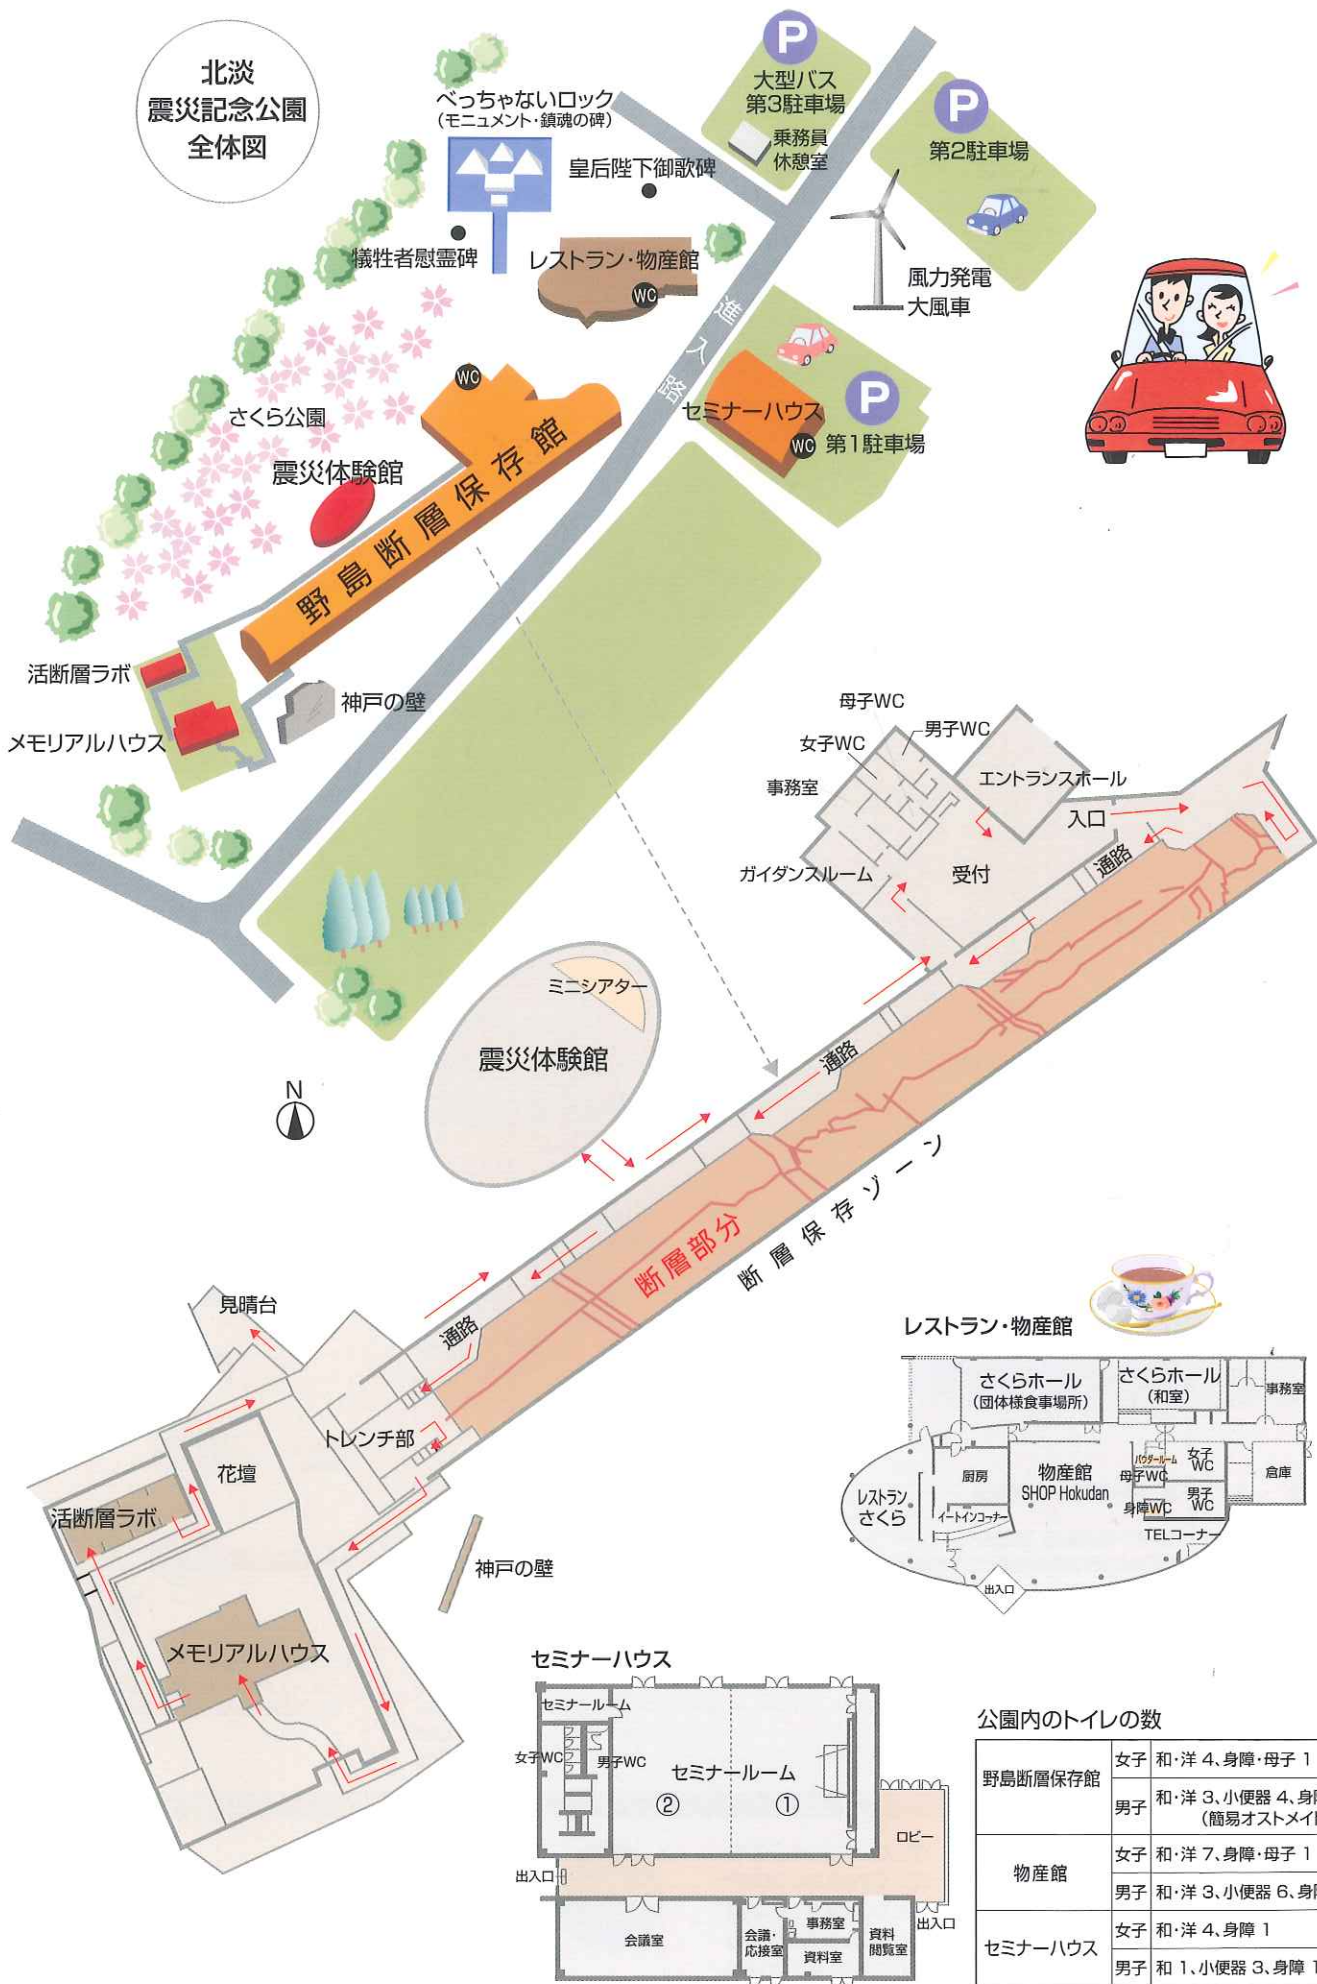 北淡
震災記念公園
全体図
べっちゃないロック
(モニュメント・鎮魂の碑)
皇后陛下御歌碑
犠牲者慰霊碑
レストラン・物産館
WC
P
大型バス
第3駐車場
乗務員
休憩室
P
第2駐車場
風力発電
大風車
進入路
セミナーハウス
WC
P
第1駐車場
さくら公園
WC
震災体験館
野島断層保存館
活断層ラボ
メモリアルハウス
神戸の壁
母子WC
男子WC
女子WC
事務室
エントランスホール
入口
ガイダンスルーム
受付
通路
ミニシアター
震災体験館
通路
N
断層部分
断層保存ゾーン
見晴台
通路
トレンチ部
花壇
活断層ラボ
神戸の壁
メモリアルハウス
レストラン・物産館
さくらホール
(団体様食事場所)
さくらホール
(和室)
事務室
厨房
物産館
SHOP Hokudan
パウダールーム
母子WC
女子
WC
倉庫
レストラン
さくら
イートインコーナー
身障WC
男子
WC
TELコーナー
出入口
セミナーハウス
セミナールーム
女子WC
男子WC
セミナールーム
② ①
ロビー
出入口
会議室
会議・
応接室
事務室
資料室
資料
閲覧室
出入口
公園内のトイレの数
野島断層保存館
女子 和・洋 4、身障・母子 1
男子 和・洋 3、小便器 4、身
(簡易オストメイト
物産館
女子 和・洋 7、身障・母子 1
男子 和・洋 3、小便器 6、身
セミナーハウス
女子 和・洋 4、身障 1
男子 和 1、小便器 3、身障 1